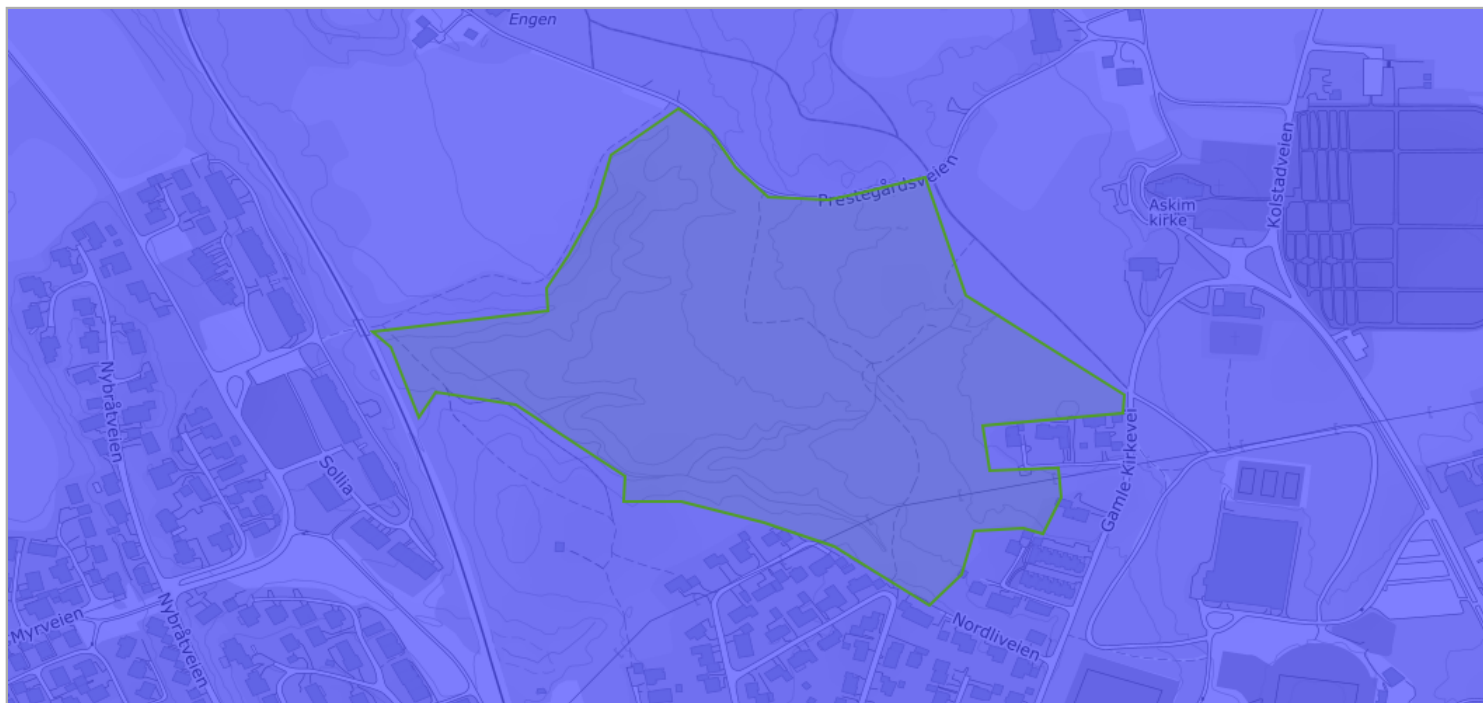 Engen
Prestegårdsveien
Kolstadveien
Askim
kirke
Nybråtveien
Sollia
Gamle Kirkevei
Myrveien
Nybråtveien
Nordliveien